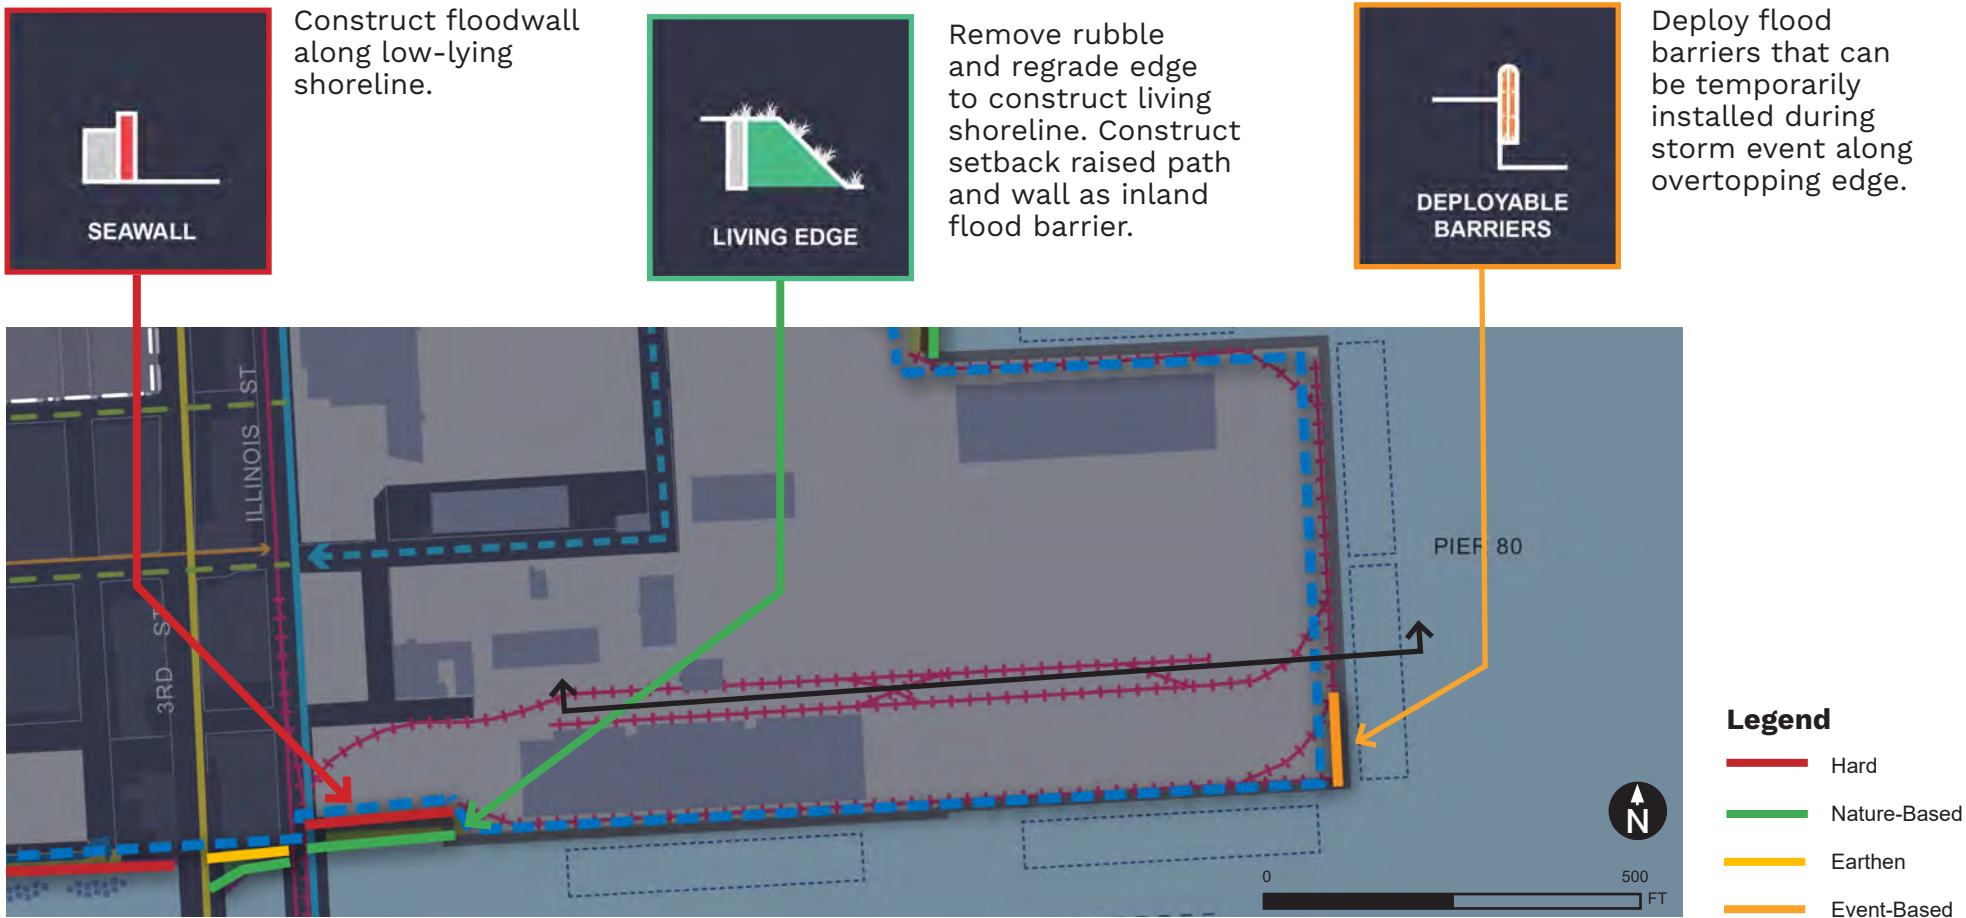 Construct floodwall
along low-lying
shoreline.
SEAWALL
Remove rubble
and regrade edge
to construct living
shoreline. Construct
setback raised path
and wall as inland
flood barrier.
LIVING EDGE
Deploy flood
barriers that can
be temporarily
installed during
storm event along
overtopping edge.
DEPLOYABLE
BARRIERS
ILLINOIS ST
3RD ST
PIER 80
N
0
500
FT
Legend
Hard
Nature-Based
Earthen
Event-Based